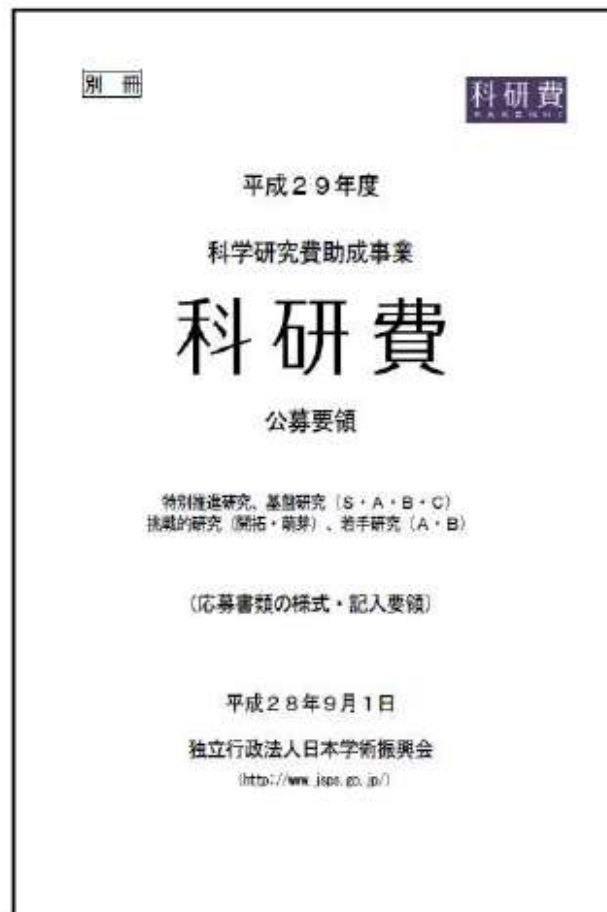 別 冊
科研費
KAKENHI
平成２９年度
科学研究費助成事業
科研費
公募要領
特別推進研究、基盤研究（Ｓ・Ａ・Ｂ・Ｃ）
挑戦的研究（開拓・萌芽）、若手研究（Ａ・Ｂ）
（応募書類の様式・記入要領）
平成２８年９月１日
独立行政法人日本学術振興会
(http://www.jsps.go.jp/)